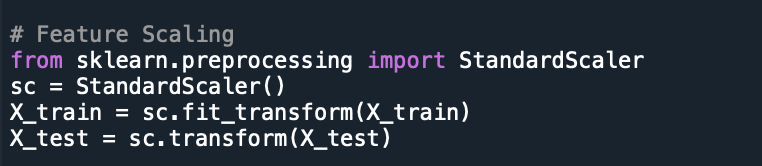 # Feature Scaling
from sklearn.preprocessing import StandardScaler
sc = StandardScaler()
X_train = sc.fit_transform(X_train)
X_test = sc.transform(X_test)